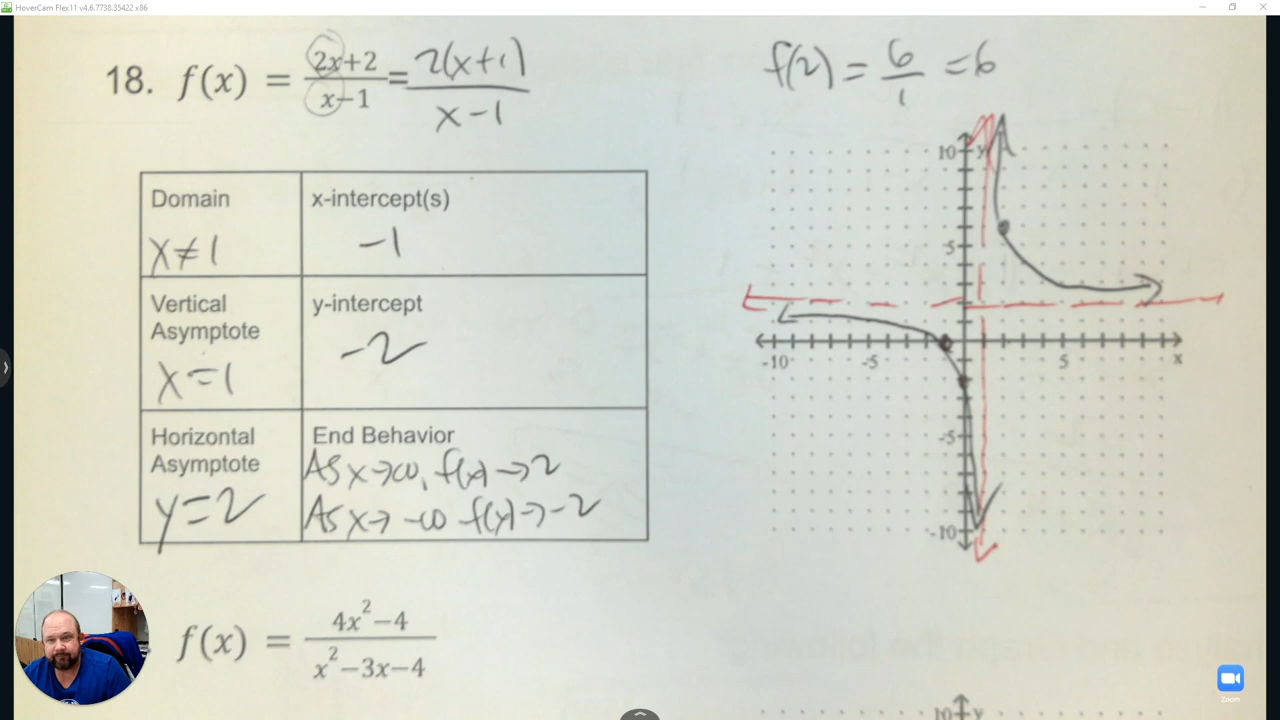 HoverCam Flex11 v4.6.7738.35422 x86
18. f(x) = 2x+2/x−1 = 2(x+1)/x−1
f(2) = 6/1 = 6
Domain
x≠1
x-intercept(s)
−1
Vertical
Asymptote
x=1
y-intercept
−2
Horizontal
Asymptote
y=2
End Behavior
As x→∞, f(x)→2
As x→−∞ f(x)→−2
10 y
5
-10 -5 5 x
-5
-10
f(x) = 4x²−4/x²−3x−4
10 y
Zoom